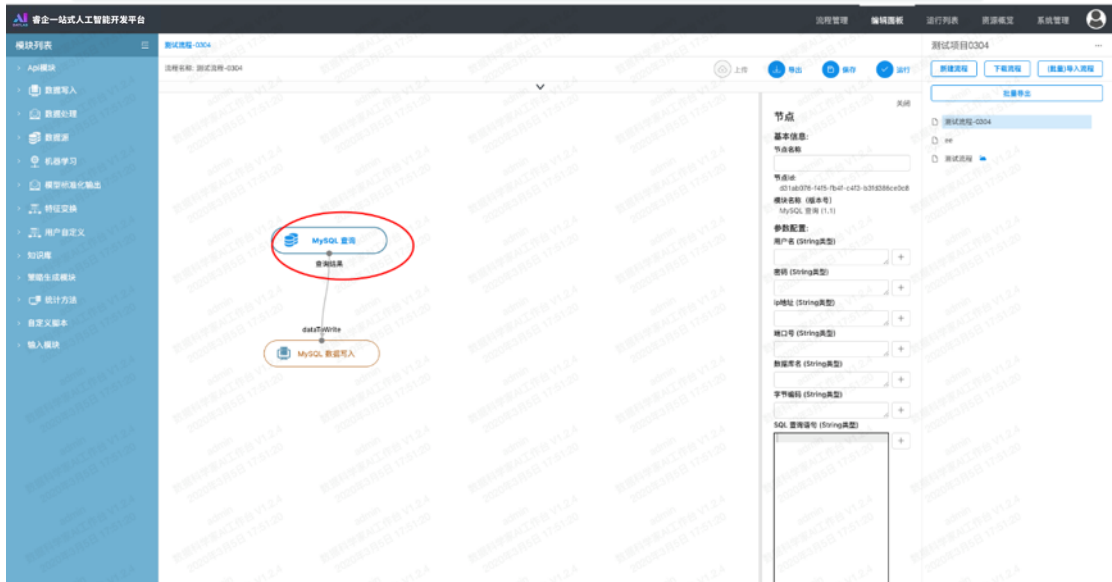 睿企一站式人工智能开发平台
流程管理 编辑面板 运行列表 资源概览 系统管理
模块列表
Api模块
数据写入
数据处理
数据源
机器学习
模型标准化输出
特征变换
用户自定义
知识库
策略生成模块
统计方法
自定义脚本
输入模块
测试流程-0304
流程名称: 测试流程-0304
上传 导出 保存 运行
MySQL 查询
查询结果
dataToWrite
MySQL 数据写入
关闭
节点
基本信息:
节点名称
节点id
模块名称 (版本号)
MySQL 查询 (1.1)
参数配置:
用户名 (String类型)
密码 (String类型)
ip地址 (String类型)
端口号 (String类型)
数据库名 (String类型)
字节编码 (String类型)
SQL 查询语句 (String类型)
测试项目0304
新建流程 下载流程 (批量)导入流程
批量导出
测试流程-0304
ee
测试流程